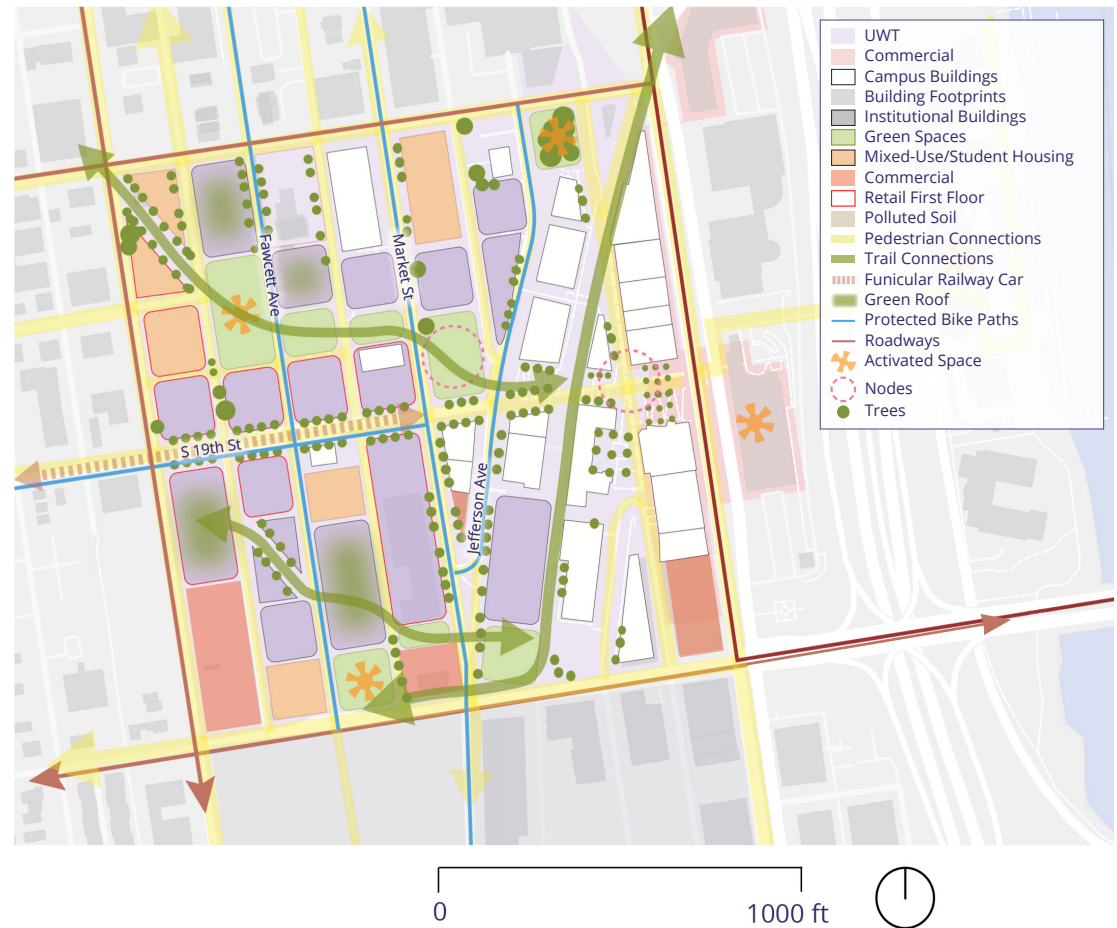 UWT
Commercial
Campus Buildings
Building Footprints
Institutional Buildings
Green Spaces
Mixed-Use/Student Housing
Commercial
Retail First Floor
Polluted Soil
Pedestrian Connections
Trail Connections
Funicular Railway Car
Green Roof
Protected Bike Paths
Roadways
Activated Space
Nodes
Trees
Fawcett Ave
Market St
S 19th St
Jefferson Ave
0
1000 ft